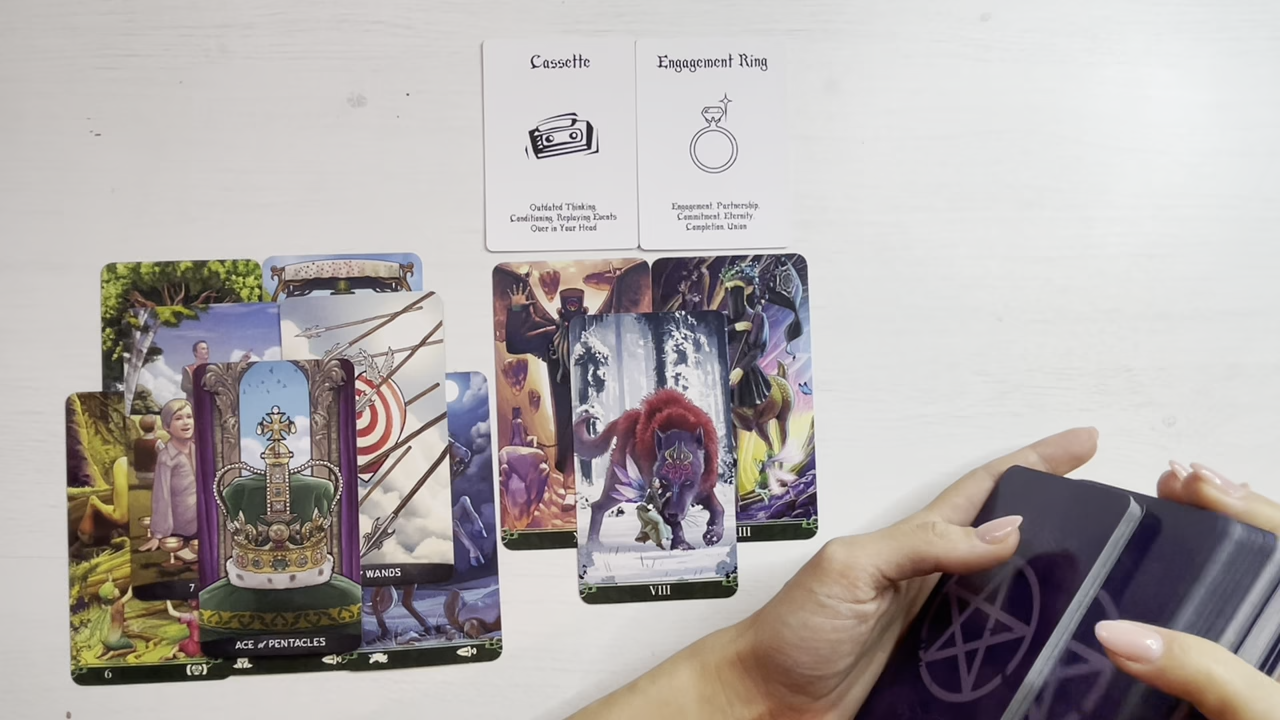 Cassette
Engagement Ring
Outdated Thinking,
Conditioning, Replaying Events
Over in Your Head
Engagement, Partnership,
Commitment, Eternity,
Completion, Union
VIII
7
WANDS
ACE of PENTACLES
6